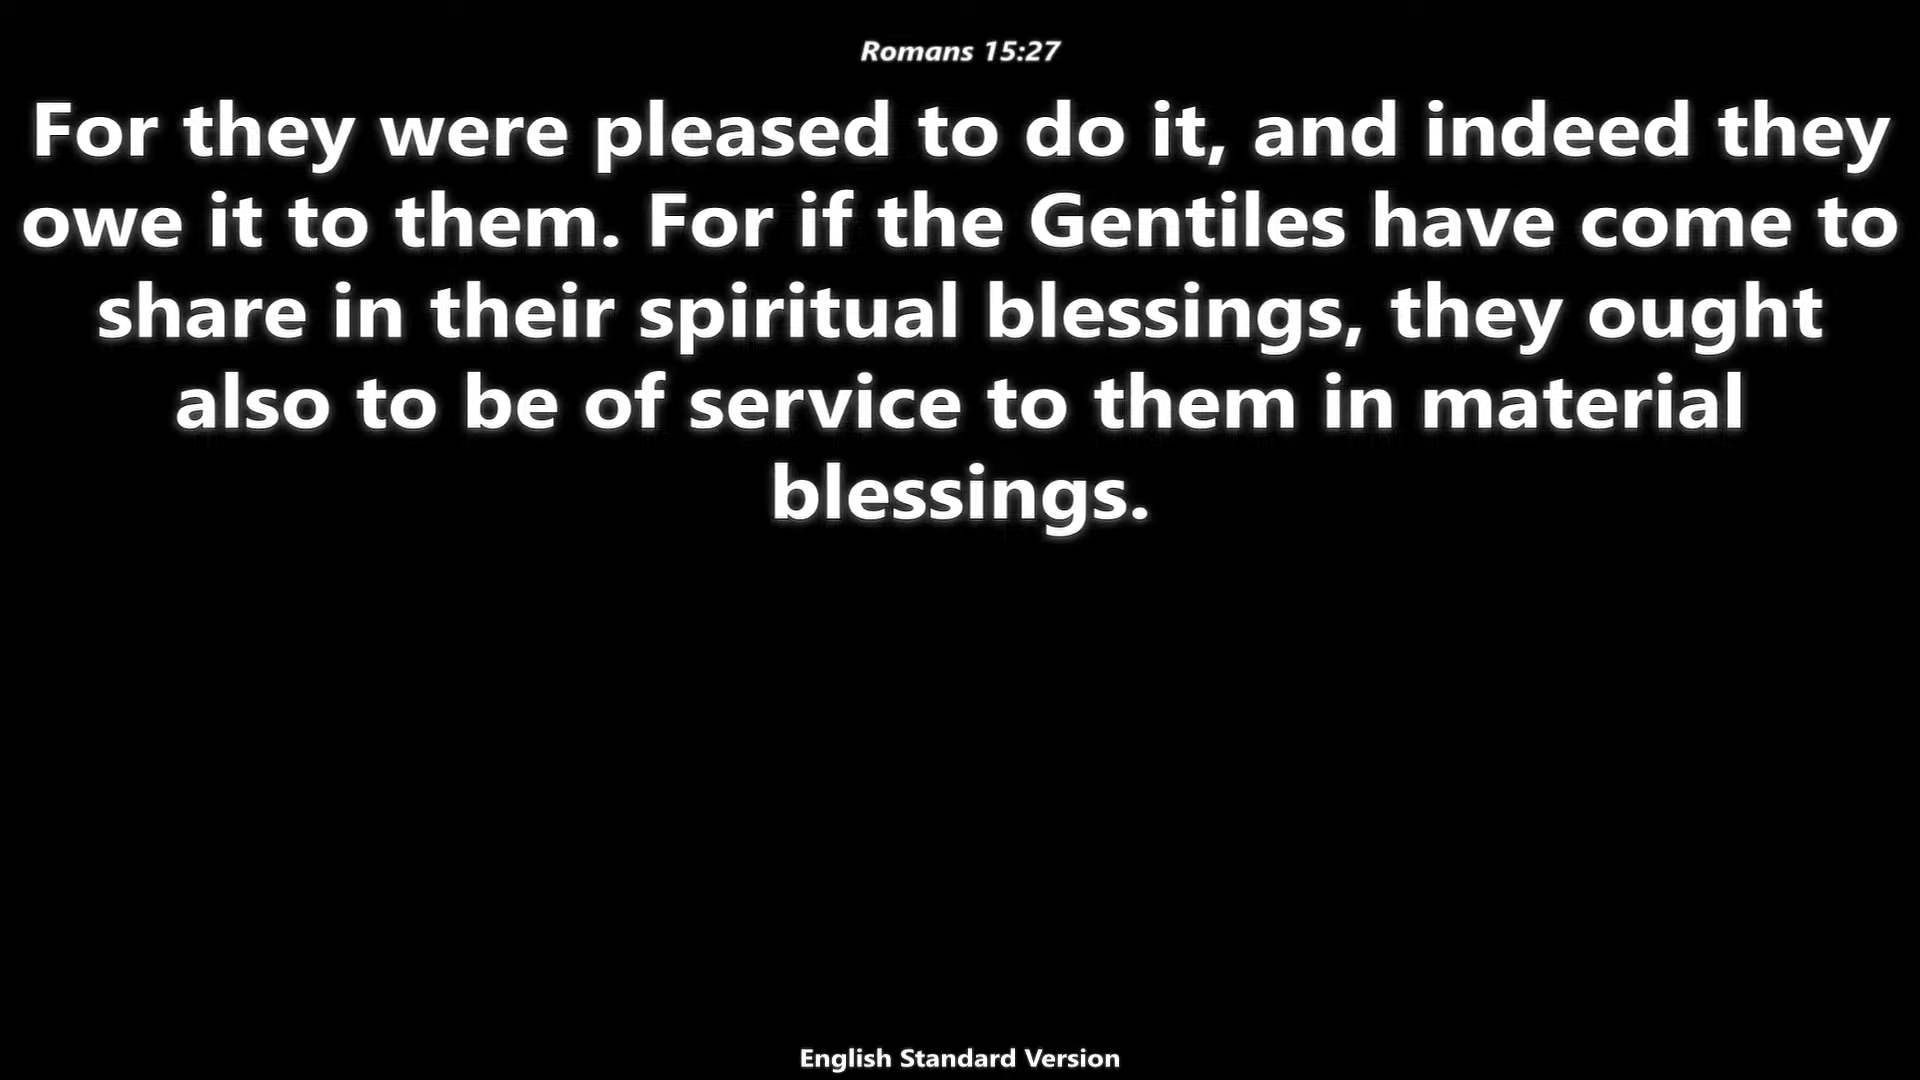 Romans 15:27
For they were pleased to do it, and indeed they
owe it to them. For if the Gentiles have come to
share in their spiritual blessings, they ought
also to be of service to them in material
blessings.
English Standard Version